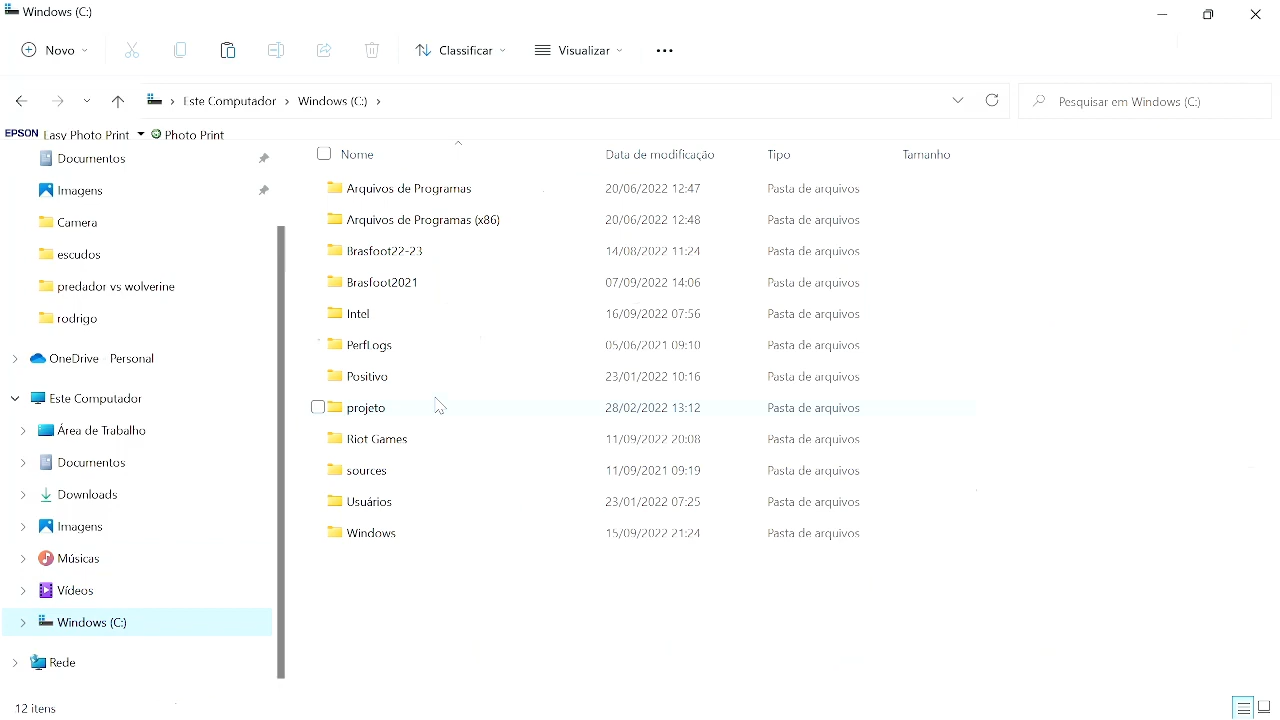 Windows (C:)
Novo
Classificar
Visualizar
Este Computador
Windows (C:)
Pesquisar em Windows (C:)
EPSON Easy Photo Print Photo Print
Documentos
Imagens
Camera
escudos
predador vs wolverine
rodrigo
OneDrive - Personal
Este Computador
Área de Trabalho
Documentos
Downloads
Imagens
Músicas
Vídeos
Windows (C:)
Rede
Nome Data de modificação Tipo Tamanho
Arquivos de Programas 20/06/2022 12:47 Pasta de arquivos
Arquivos de Programas (x86) 20/06/2022 12:48 Pasta de arquivos
Brasfoot22-23 14/08/2022 11:24 Pasta de arquivos
Brasfoot2021 07/09/2022 14:06 Pasta de arquivos
Intel 16/09/2022 07:56 Pasta de arquivos
PerfLogs 05/06/2021 09:10 Pasta de arquivos
Positivo 23/01/2022 10:16 Pasta de arquivos
projeto 28/02/2022 13:12 Pasta de arquivos
Riot Games 11/09/2022 20:08 Pasta de arquivos
sources 11/09/2021 09:19 Pasta de arquivos
Usuários 23/01/2022 07:25 Pasta de arquivos
Windows 15/09/2022 21:24 Pasta de arquivos
12 itens